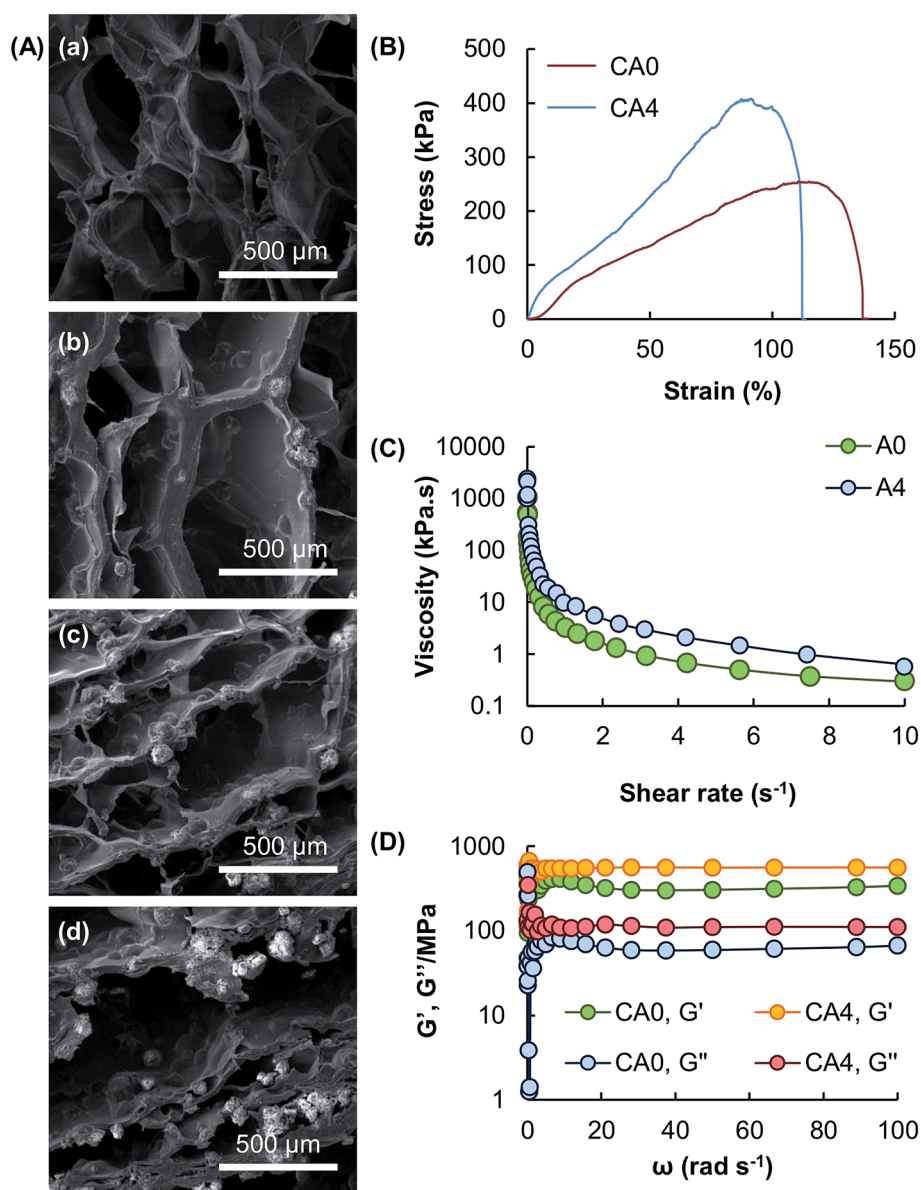 (A)
(a)
500 μm
(b)
500 μm
(c)
500 μm
(d)
500 μm
(B)
500
400
300
200
100
0
Stress (kPa)
CA0
CA4
0 50 100 150
Strain (%)
(C)
10000
1000
100
10
1
0.1
Viscosity (kPa.s)
A0
A4
0 2 4 6 8 10
Shear rate (s⁻¹)
(D)
1000
100
10
1
G', G''/MPa
CA0, G' CA4, G'
CA0, G" CA4, G"
0 20 40 60 80 100
ω (rad s⁻¹)